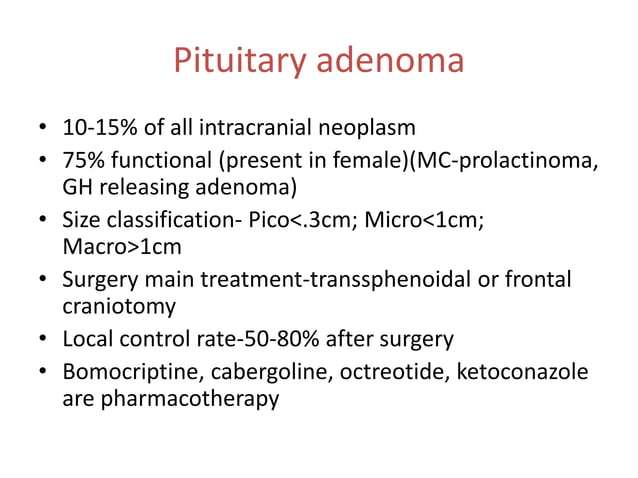 Pituitary adenoma
• 10-15% of all intracranial neoplasm
• 75% functional (present in female)(MC-prolactinoma,
GH releasing adenoma)
• Size classification- Pico<.3cm; Micro<1cm;
Macro>1cm
• Surgery main treatment-transsphenoidal or frontal
craniotomy
• Local control rate-50-80% after surgery
• Bomocriptine, cabergoline, octreotide, ketoconazole
are pharmacotherapy